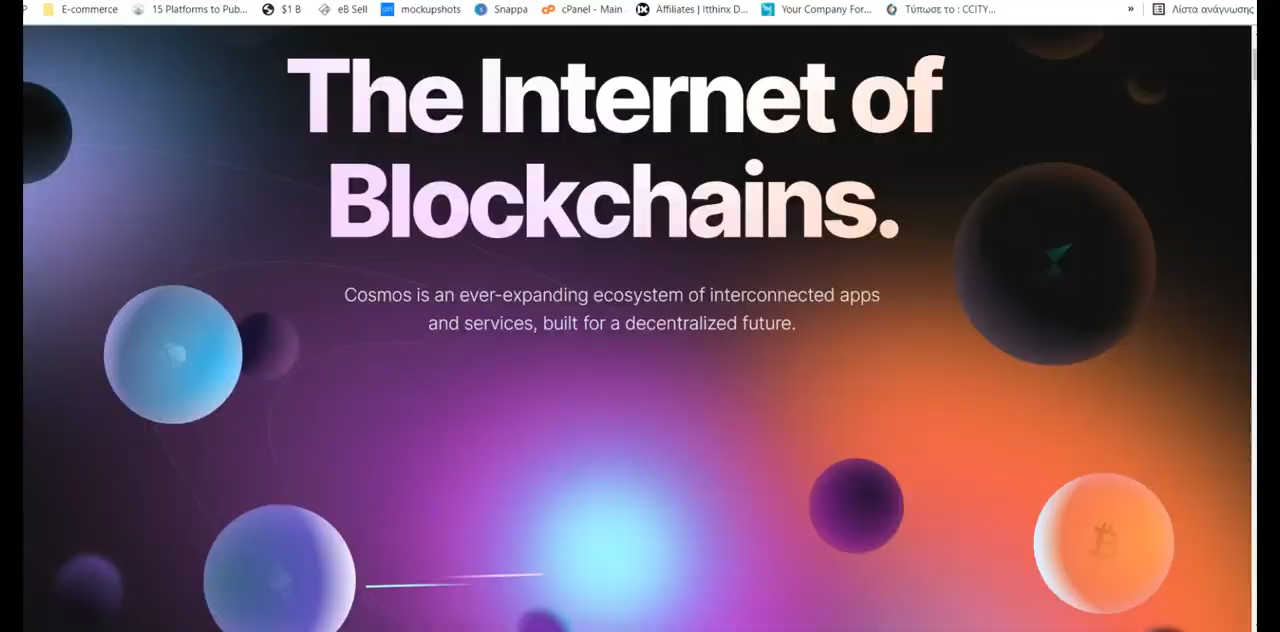 E-commerce 15 Platforms to Pub... $1 B eB Sell mockupshots Snappa cPanel - Main Affiliates | Itthinx D... Your Company For... Τύπωσε το : CCITY... » Λίστα ανάγνωσης
The Internet of
Blockchains.
Cosmos is an ever-expanding ecosystem of interconnected apps
and services, built for a decentralized future.